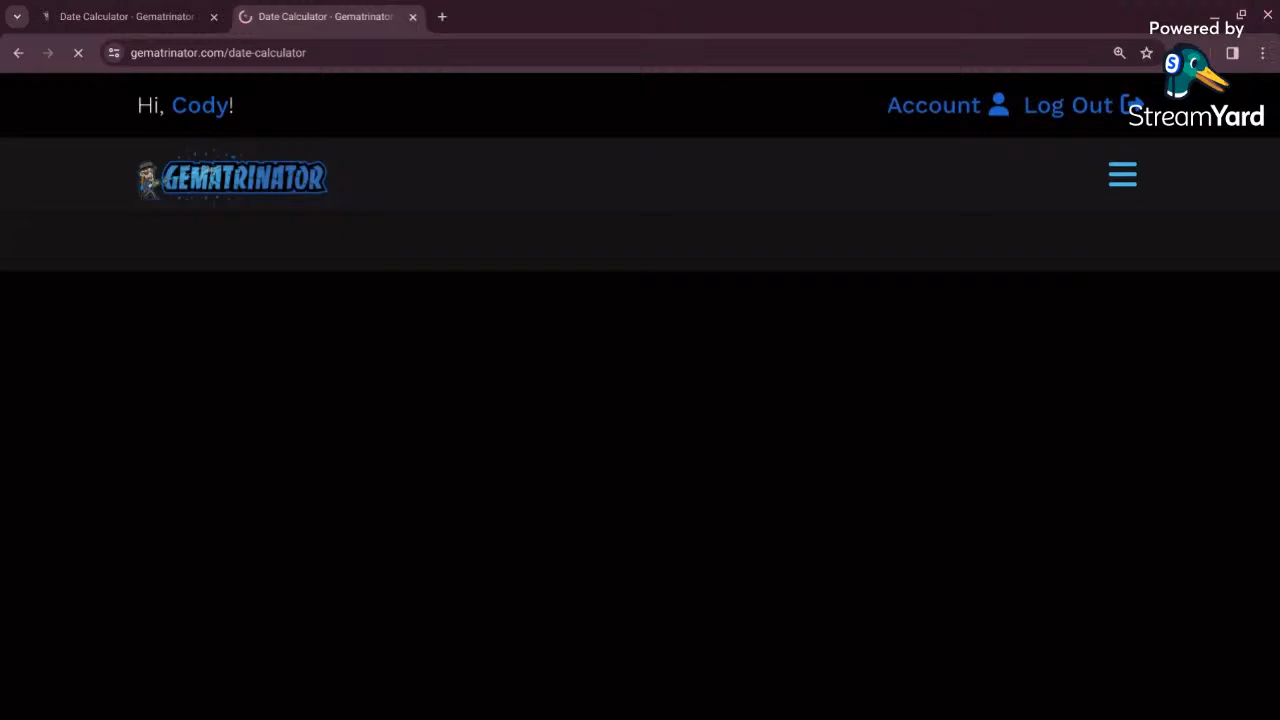 Date Calculator - Gematrinator
Date Calculator - Gematrinator
gematrinator.com/date-calculator
Powered by
S
StreamYard
Hi, Cody!
Account
Log Out
GEMATRINATOR